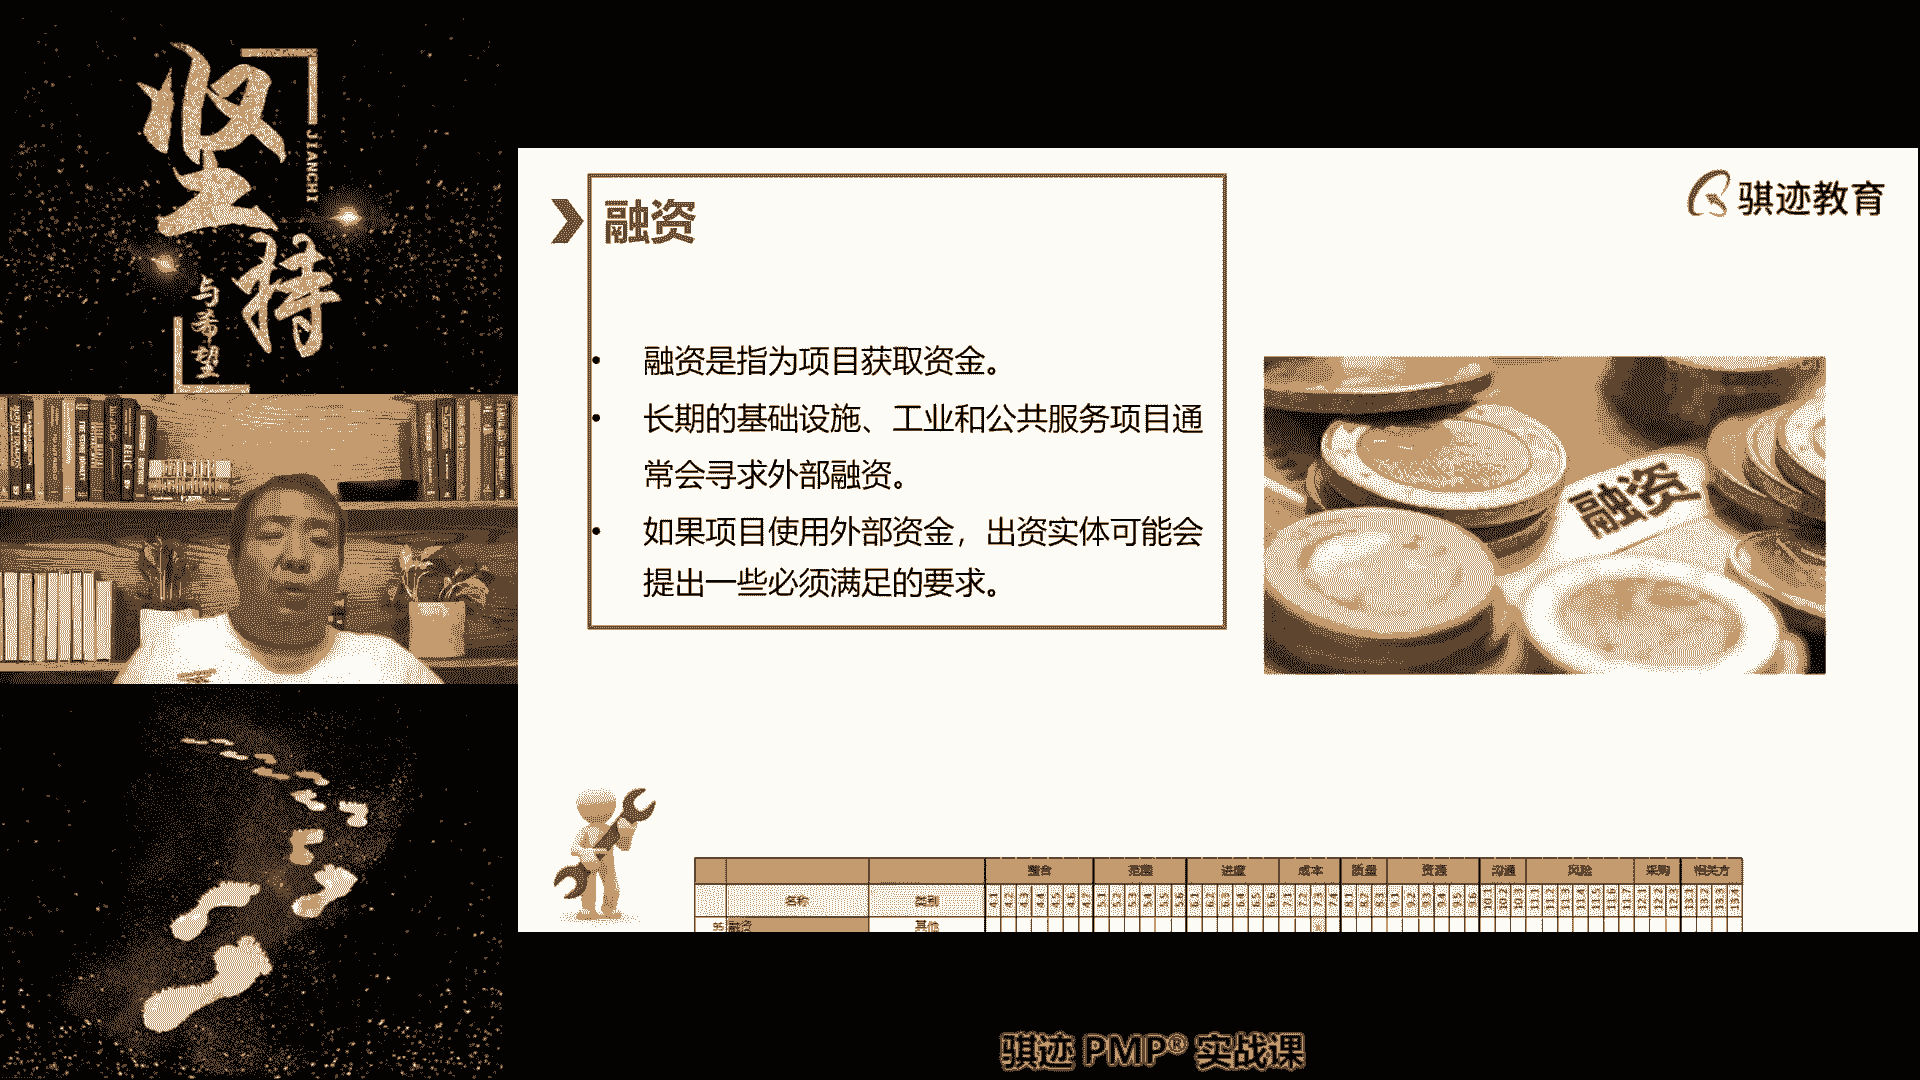 坚持
JIANCHI
与希望
融资
骐迹教育
• 融资是指为项目获取资金。
• 长期的基础设施、工业和公共服务项目通
常会寻求外部融资。
• 如果项目使用外部资金，出资实体可能会
提出一些必须满足的要求。
融资
整合 范围 进度 成本 质量 资源 沟通 风险 采购 相关方
名称 类别
95 融资 其他
骐迹 PMP® 实战课